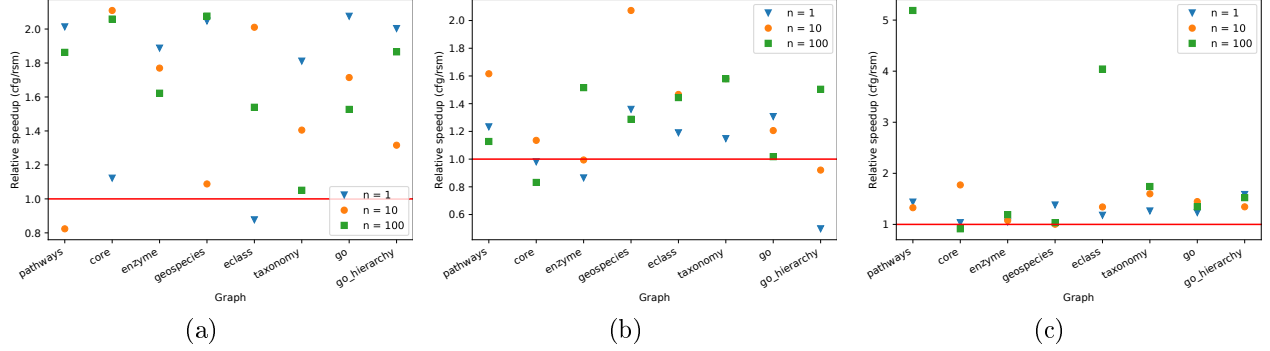 Relative speedup (cfg/rsm)
2.0
1.8
1.6
1.4
1.2
1.0
0.8
n = 1
n = 10
n = 100
pathways
core
enzyme
geospecies
eclass
taxonomy
go
go_hierarchy
Graph
(a)
Relative speedup (cfg/rsm)
2.0
1.8
1.6
1.4
1.2
1.0
0.8
0.6
n = 1
n = 10
n = 100
pathways
core
enzyme
geospecies
eclass
taxonomy
go
go_hierarchy
Graph
(b)
Relative speedup (cfg/rsm)
5
4
3
2
1
n = 1
n = 10
n = 100
pathways
core
enzyme
geospecies
eclass
taxonomy
go
go_hierarchy
Graph
(c)